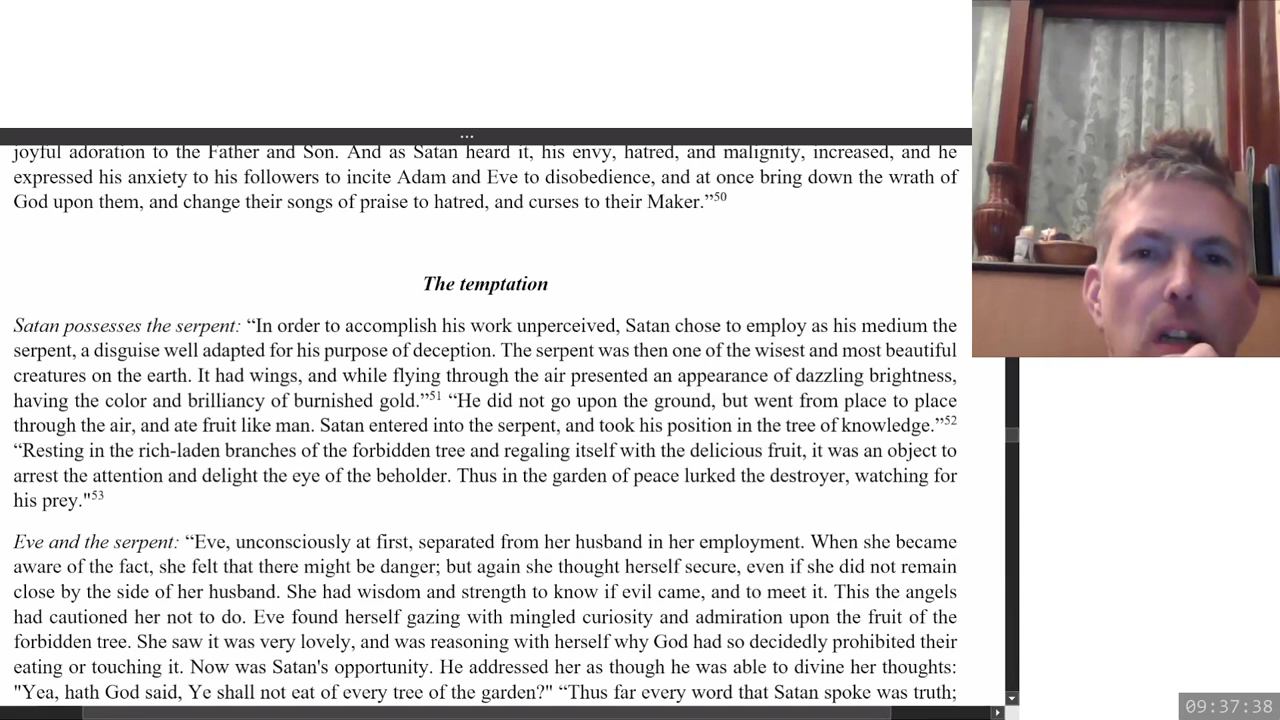 joyful adoration to the Father and Son. And as Satan heard it, his envy, hatred, and malignity, increased, and he
expressed his anxiety to his followers to incite Adam and Eve to disobedience, and at once bring down the wrath of
God upon them, and change their songs of praise to hatred, and curses to their Maker.”50
The temptation
Satan possesses the serpent: “In order to accomplish his work unperceived, Satan chose to employ as his medium the
serpent, a disguise well adapted for his purpose of deception. The serpent was then one of the wisest and most beautiful
creatures on the earth. It had wings, and while flying through the air presented an appearance of dazzling brightness,
having the color and brilliancy of burnished gold.”51 “He did not go upon the ground, but went from place to place
through the air, and ate fruit like man. Satan entered into the serpent, and took his position in the tree of knowledge.”52
“Resting in the rich-laden branches of the forbidden tree and regaling itself with the delicious fruit, it was an object to
arrest the attention and delight the eye of the beholder. Thus in the garden of peace lurked the destroyer, watching for
his prey."53
Eve and the serpent: “Eve, unconsciously at first, separated from her husband in her employment. When she became
aware of the fact, she felt that there might be danger; but again she thought herself secure, even if she did not remain
close by the side of her husband. She had wisdom and strength to know if evil came, and to meet it. This the angels
had cautioned her not to do. Eve found herself gazing with mingled curiosity and admiration upon the fruit of the
forbidden tree. She saw it was very lovely, and was reasoning with herself why God had so decidedly prohibited their
eating or touching it. Now was Satan's opportunity. He addressed her as though he was able to divine her thoughts:
"Yea, hath God said, Ye shall not eat of every tree of the garden?" “Thus far every word that Satan spoke was truth;
09:37:38